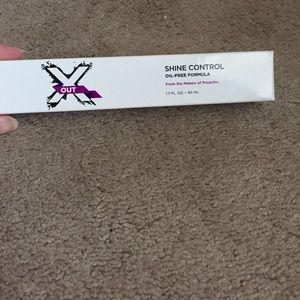 X
OUT
SHINE CONTROL
OIL-FREE FORMULA
From the Makers of Proactiv.
1.7 FL. OZ. • 50 mL